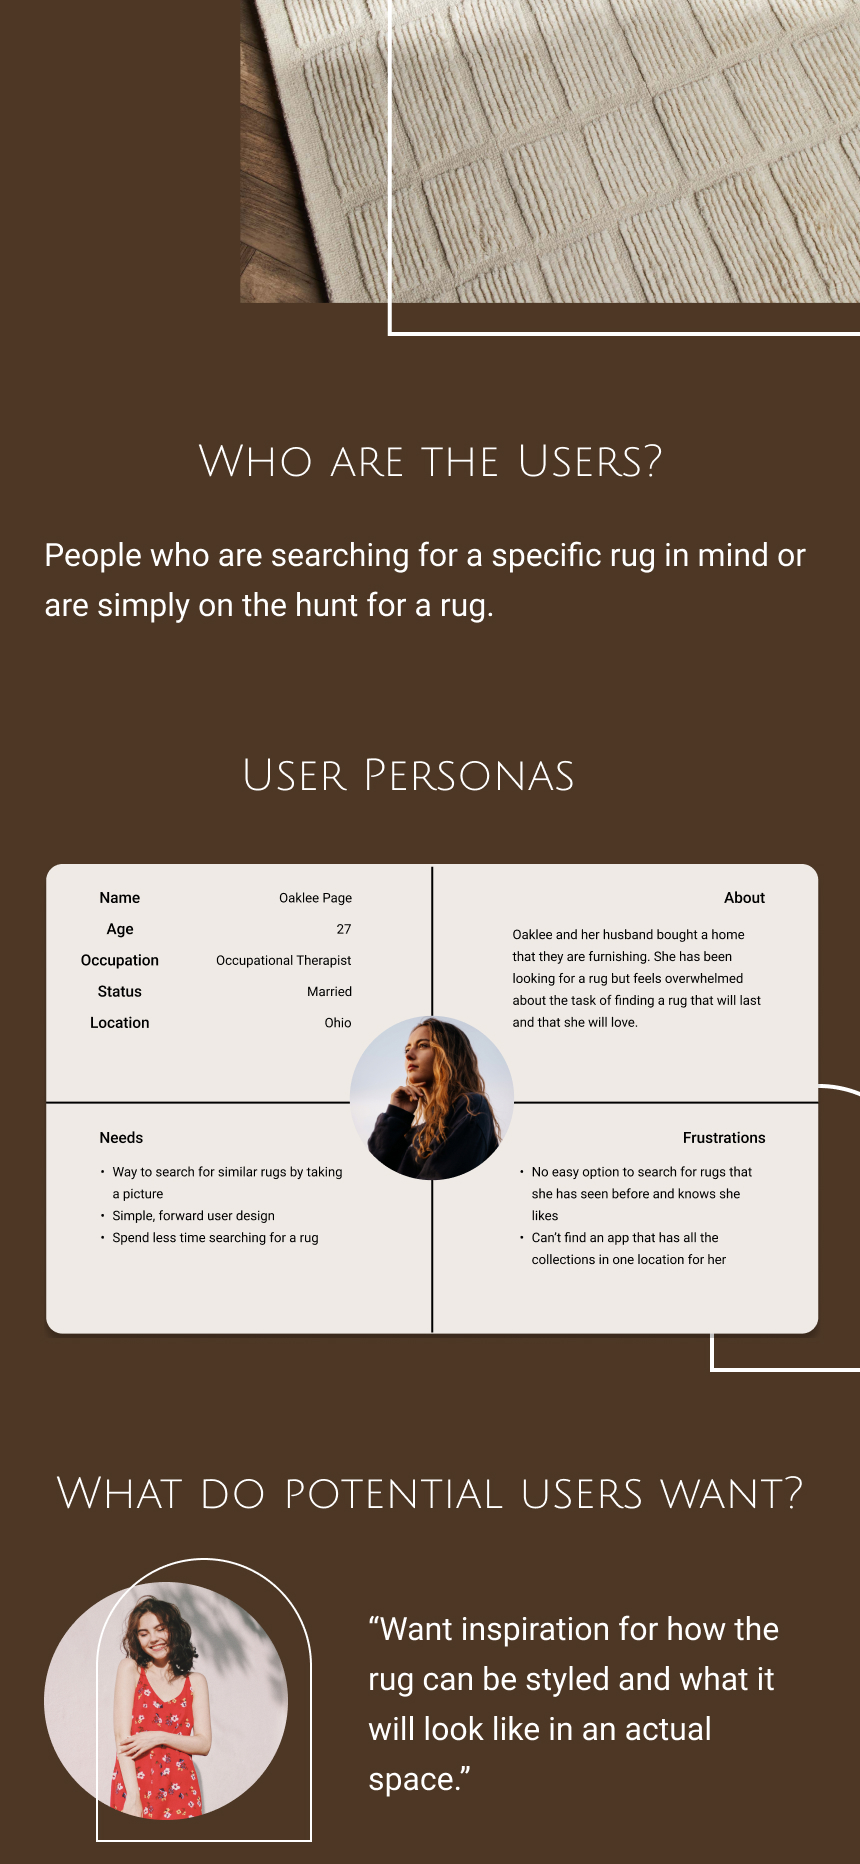 Who are the Users?
People who are searching for a specific rug in mind or
are simply on the hunt for a rug.
User Personas
Name Oaklee Page
Age 27
Occupation Occupational Therapist
Status Married
Location Ohio
About
Oaklee and her husband bought a home
that they are furnishing. She has been
looking for a rug but feels overwhelmed
about the task of finding a rug that will last
and that she will love.
Needs
• Way to search for similar rugs by taking
a picture
• Simple, forward user design
• Spend less time searching for a rug
Frustrations
• No easy option to search for rugs that
she has seen before and knows she
likes
• Can’t find an app that has all the
collections in one location for her
What do potential users want?
“Want inspiration for how the
rug can be styled and what it
will look like in an actual
space.”